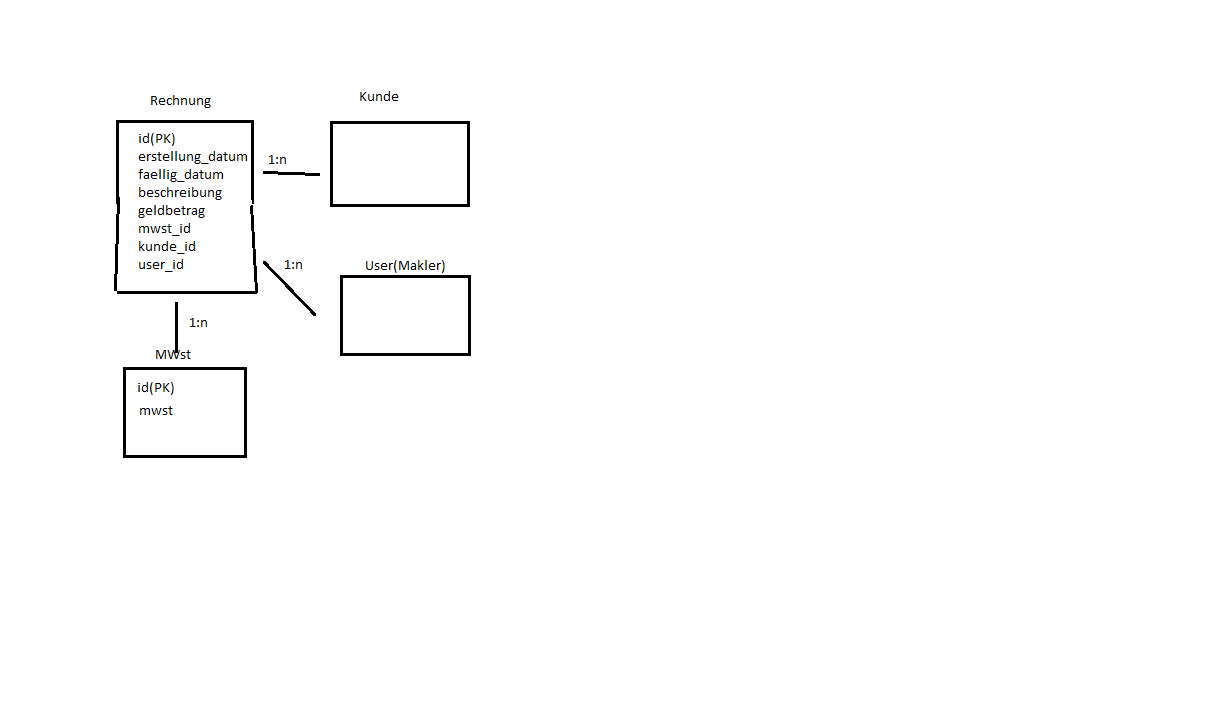 Rechnung
id(PK)
erstellung_datum
faellig_datum
beschreibung
geldbetrag
mwst_id
kunde_id
user_id
1:n
Kunde
1:n
User(Makler)
1:n
MWst
id(PK)
mwst